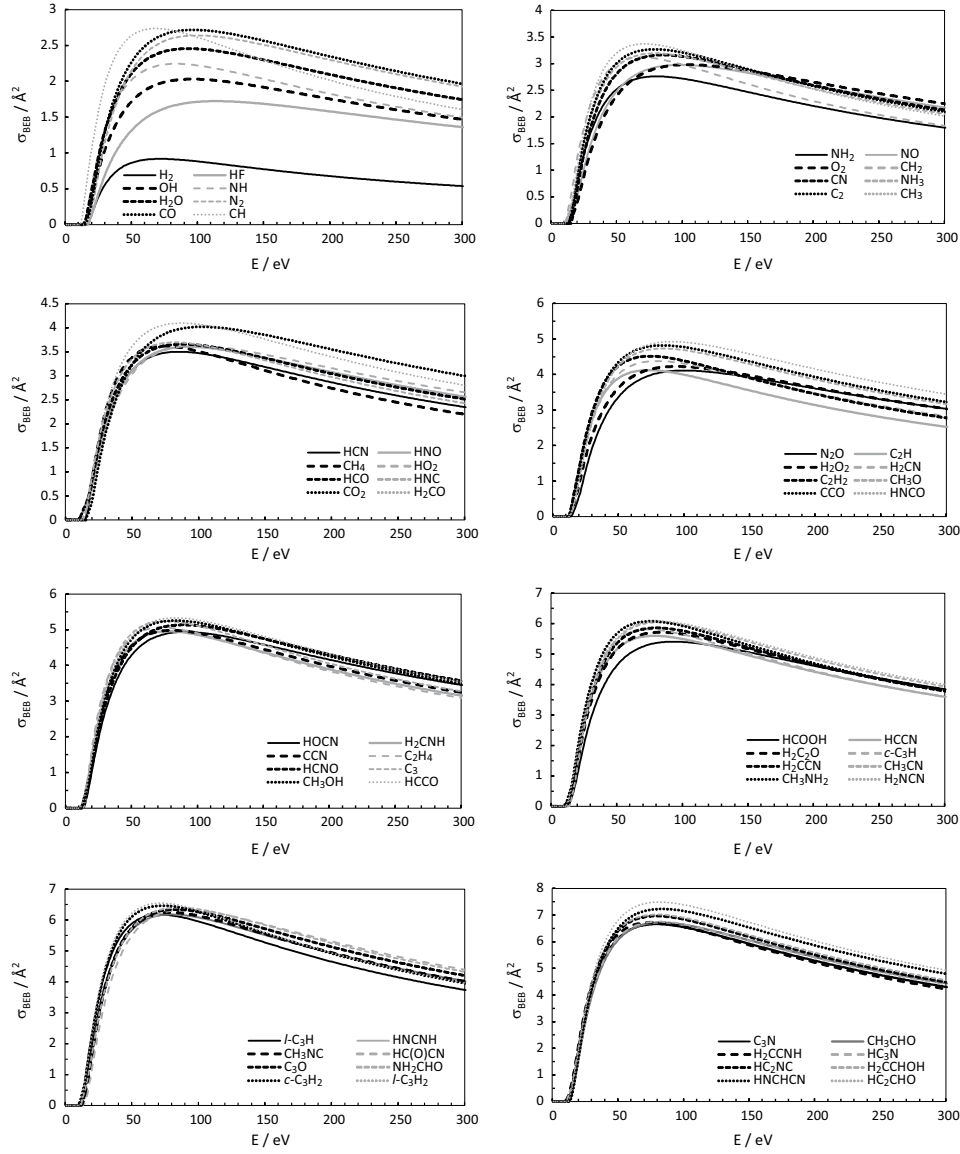 3
2.5
2
1.5
1
0.5
0
σBEB / Å²
H₂ HF
OH NH
H₂O N₂
CO CH
0 50 100 150 200 250 300
E / eV
4
3.5
3
2.5
2
1.5
1
0.5
0
σBEB / Å²
NH₂ NO
O₂ CH₂
CN NH₃
C₂ CH₃
0 50 100 150 200 250 300
E / eV
4.5
4
3.5
3
2.5
2
1.5
1
0.5
0
σBEB / Å²
HCN HNO
CH₄ HO₂
HCO HNC
CO₂ H₂CO
0 50 100 150 200 250 300
E / eV
6
5
4
3
2
1
0
σBEB / Å²
N₂O C₂H
H₂O₂ H₂CN
C₂H₂ CH₃O
CCO HNCO
0 50 100 150 200 250 300
E / eV
6
5
4
3
2
1
0
σBEB / Å²
HOCN H₂CNH
CCN C₂H₄
HCNO C₃
CH₃OH HCCO
0 50 100 150 200 250 300
E / eV
7
6
5
4
3
2
1
0
σBEB / Å²
HCOOH HCCN
H₂C₂O c-C₃H
H₂CCN CH₃CN
CH₃NH₂ H₂NCN
0 50 100 150 200 250 300
E / eV
7
6
5
4
3
2
1
0
σBEB / Å²
l-C₃H HNCNH
CH₃NC HC(O)CN
C₃O NH₂CHO
c-C₃H₂ l-C₃H₂
0 50 100 150 200 250 300
E / eV
8
7
6
5
4
3
2
1
0
σBEB / Å²
C₃N CH₃CHO
H₂CCNH HC₃N
HC₂NC H₂CCHOH
HNCHCN HC₂CHO
0 50 100 150 200 250 300
E / eV